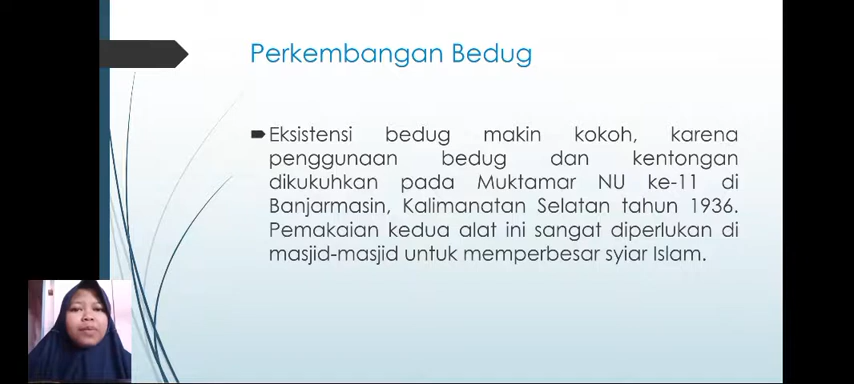 Perkembangan Bedug
Eksistensi bedug makin kokoh, karena
penggunaan bedug dan kentongan
dikukuhkan pada Muktamar NU ke-11 di
Banjarmasin, Kalimanatan Selatan tahun 1936.
Pemakaian kedua alat ini sangat diperlukan di
masjid-masjid untuk memperbesar syiar Islam.